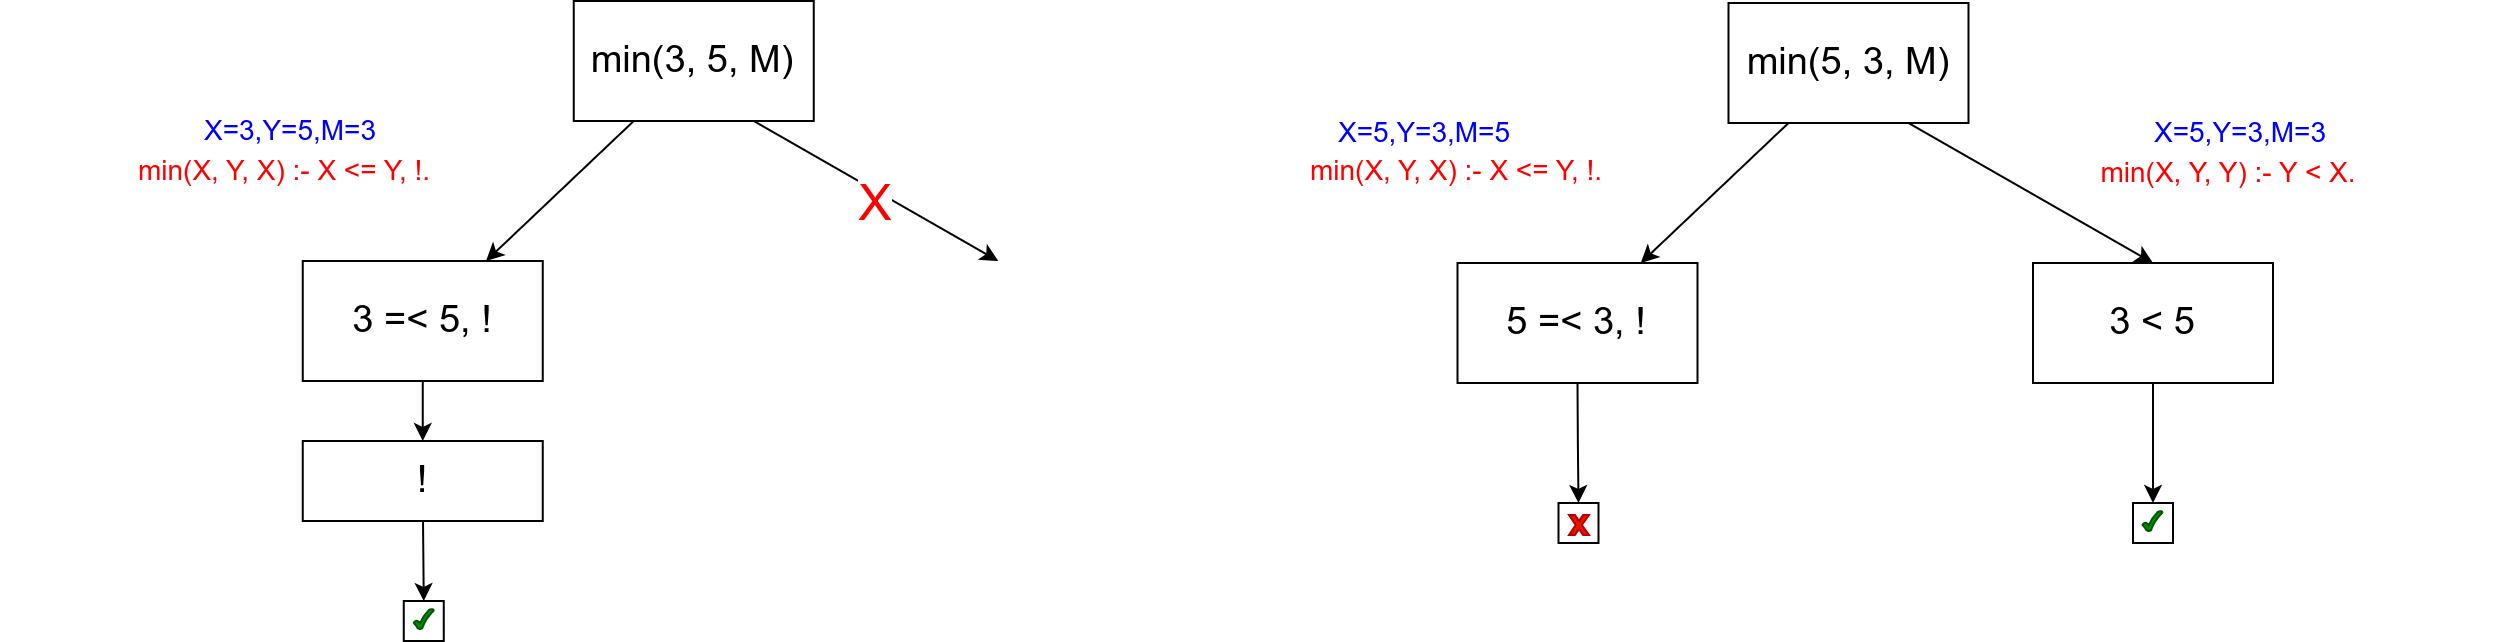 min(3, 5, M)
X=3,Y=5,M=3
min(X, Y, X) :- X <= Y, !.
X
3 =< 5, !
!
min(5, 3, M)
X=5,Y=3,M=5
min(X, Y, X) :- X <= Y, !.
X=5,Y=3,M=3
min(X, Y, Y) :- Y < X.
5 =< 3, !
3 < 5